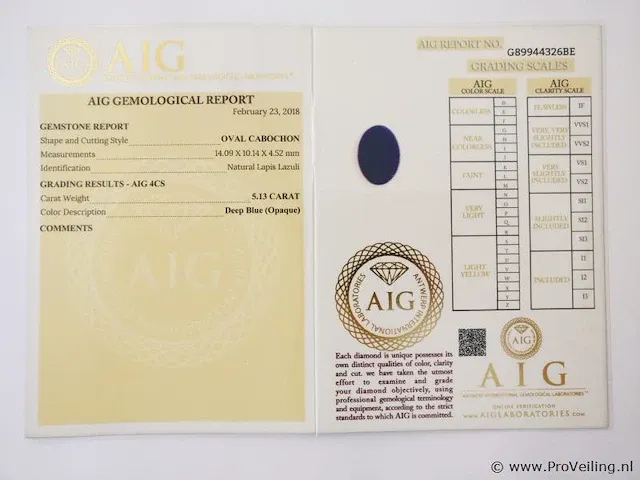 AIG
AIG GEMOLOGICAL REPORT
February 23, 2018
GEMSTONE REPORT
Shape and Cutting Style OVAL CABOCHON
Measurements 14.09 X 10.14 X 4.52 mm
Identification Natural Lapis Lazuli
GRADING RESULTS - AIG 4CS
Carat Weight 5.13 CARAT
Color Description Deep Blue (Opaque)
COMMENTS
AIG REPORT NO. G89944326BE
GRADING SCALES
AIG
COLOR SCALE
COLORLESS
NEAR
COLORLESS
FAINT
VERY
LIGHT
LIGHT
YELLOW
AIG
CLARITY SCALE
FLAWLESS IF
VERY, VERY
SLIGHTLY
INCLUDED
VVS1
VVS2
VERY
SLIGHTLY
INCLUDED
VS1
VS2
SLIGHTLY
INCLUDED
SI1
SI2
SI3
INCLUDED
I1
I2
I3
ANTWERP INTERNATIONAL LABORATORIES
AIG
Each diamond is unique possesses its
own distinct qualities of color, clarity
and cut. we have taken the utmost
effort to examine and grade
your diamond objectively, using
professional gemological terminology
and equipment, according to the strict
standards to which AIG is committed.
AIG
AIG
ANTWERP INTERNATIONAL GEMOLOGICAL LABORATORIES
ONLINE VERIFICATION
www.AIGLABORATORIES.com
© www.ProVeiling.nl